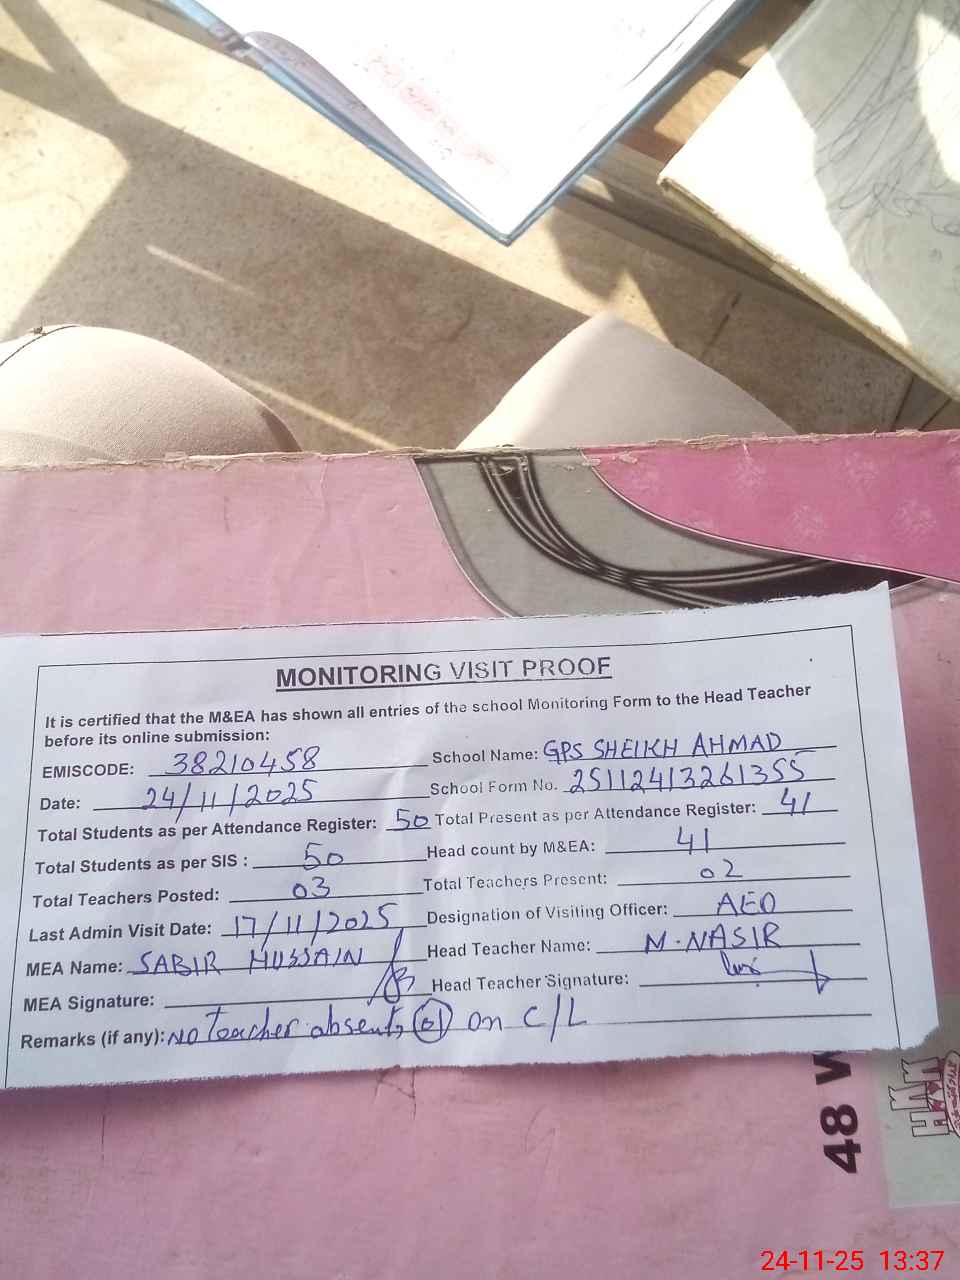 MONITORING VISIT PROOF
It is certified that the M&EA has shown all entries of the school Monitoring Form to the Head Teacher
before its online submission:
EMISCODE: 38210458 School Name: GPS SHEIKH AHMAD
Date: 24/11/2025 School Form No. 25112413261355
Total Students as per Attendance Register: 50 Total Present as per Attendance Register: 41
Total Students as per SIS : 50 Head count by M&EA: 41
Total Teachers Posted: 03 Total Teachers Present: 02
Last Admin Visit Date: 17/11/2025 Designation of Visiting Officer: AEO
MEA Name: SABIR HUSSAIN Head Teacher Name: M. NASIR
MEA Signature: Head Teacher Signature:
Remarks (if any): NO Teacher absent, 01 on C/L
48
24-11-25 13:37